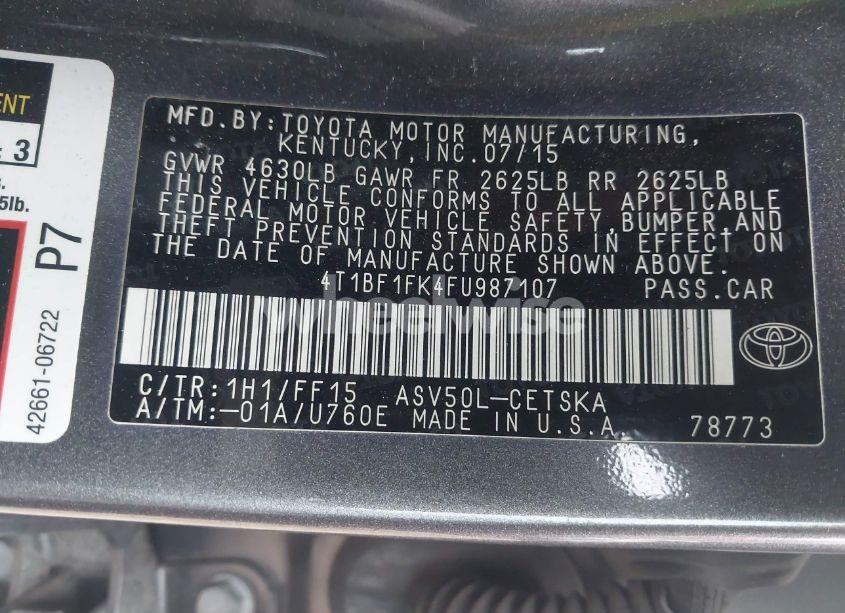 MFD.BY:TOYOTA MOTOR MANUFACTURING,
KENTUCKY,INC.07/15
GVWR 4630LB GAWR FR 2625LB RR 2625LB
THIS VEHICLE CONFORMS TO ALL APPLICABLE
FEDERAL MOTOR VEHICLE SAFETY,BUMPER,AND
THEFT PREVENTION STANDARDS IN EFFECT ON
THE DATE OF MANUFACTURE SHOWN ABOVE.
4T1BF1FK4FU987107 PASS.CAR
wheelwise
C/TR:1H1/FF15 ASV50L-CETSKA
A/TM:-01A/U760E MADE IN U.S.A.
78773
: 3
5lb.
P7
42661-06722